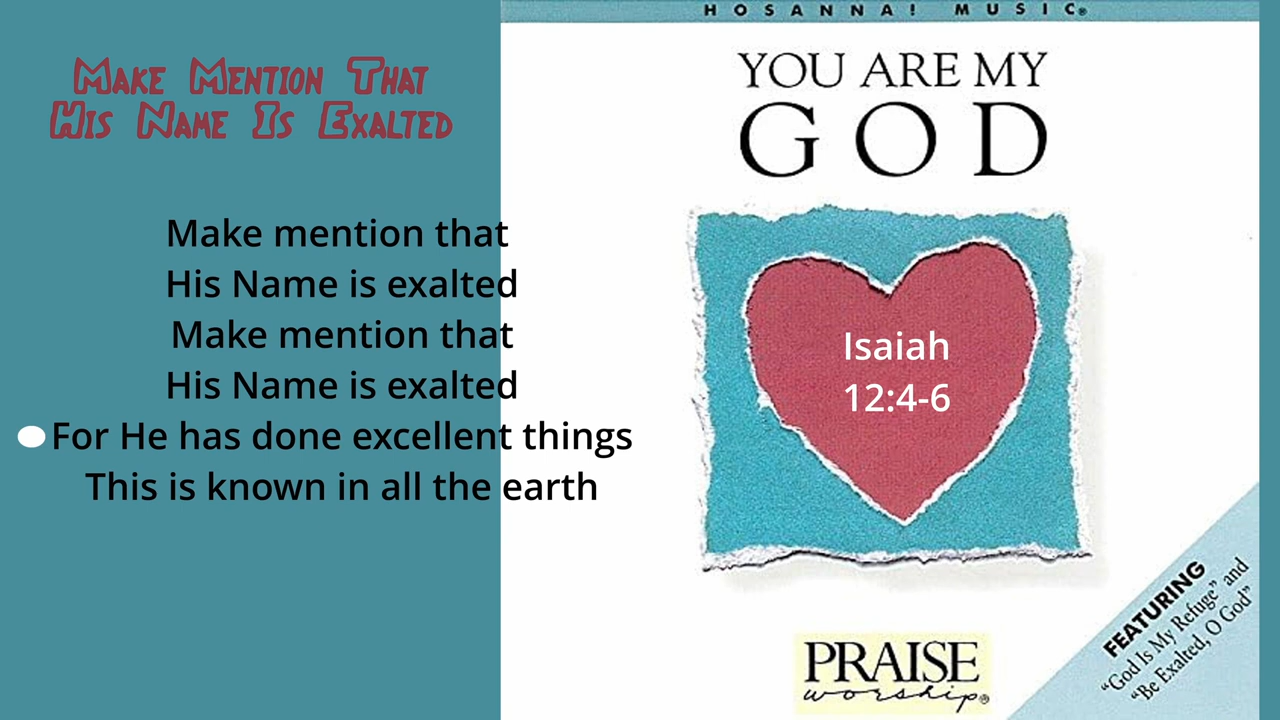 Make Mention That
His Name Is Exalted
Make mention that
His Name is exalted
Make mention that
His Name is exalted
For He has done excellent things
This is known in all the earth
HOSANNA! MUSIC®
YOU ARE MY
GOD
Isaiah
12:4-6
FEATURING
“God Is My Refuge” and
“Be Exalted, O God”
PRAISE
worship®